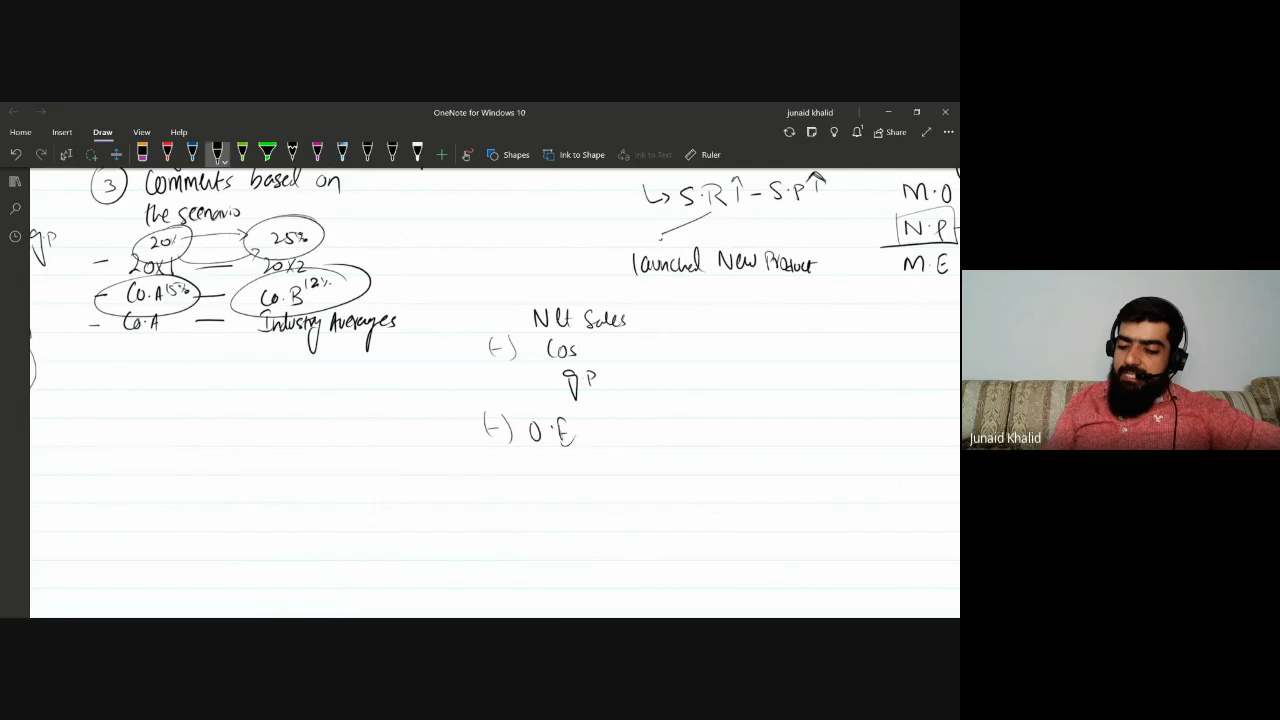 OneNote for Windows 10
junaid khalid
Home Insert Draw View Help
Share
Shapes Ink to Shape Ink to Text Ruler
3 Comments based on
the scenario
g.p
20% 25%
- 20X1 — 20X2
- Co.A 15% — Co.B 12%
- Co.A — Industry Averages
↳ S.R↑ - S.P↑
launched New Product
M.O
N.P
M.E
Net Sales
(-) Cos
gp
(-) O.E
Junaid Khalid